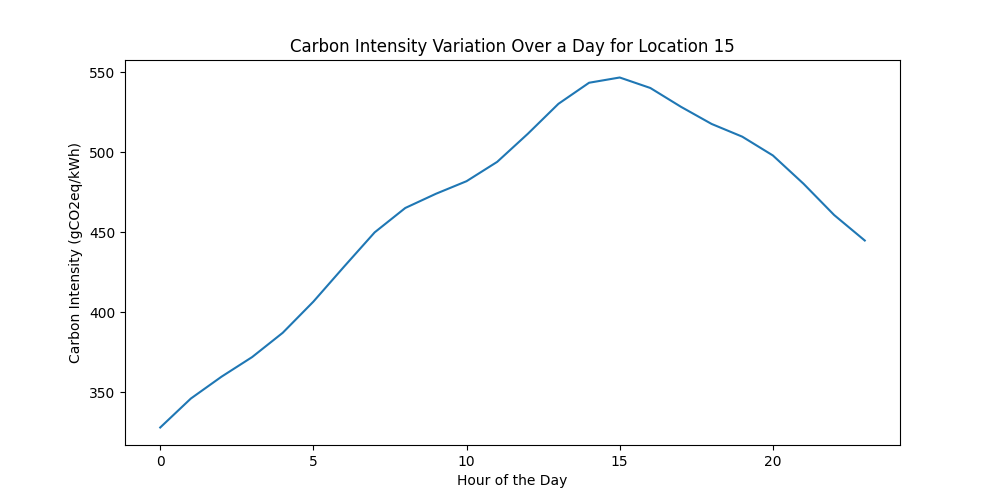 Carbon Intensity Variation Over a Day for Location 15
Carbon Intensity (gCO2eq/kWh)
550
500
450
400
350
0 5 10 15 20
Hour of the Day